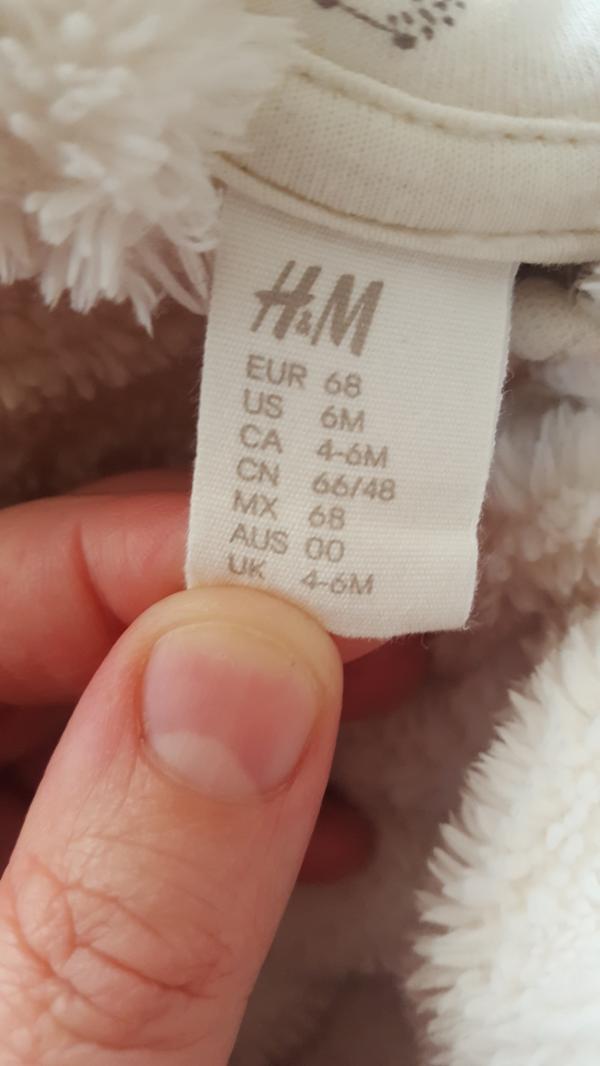 H&M
EUR 68
US 6M
CA 4-6M
CN 66/48
MX 68
AUS 00
UK 4-6M